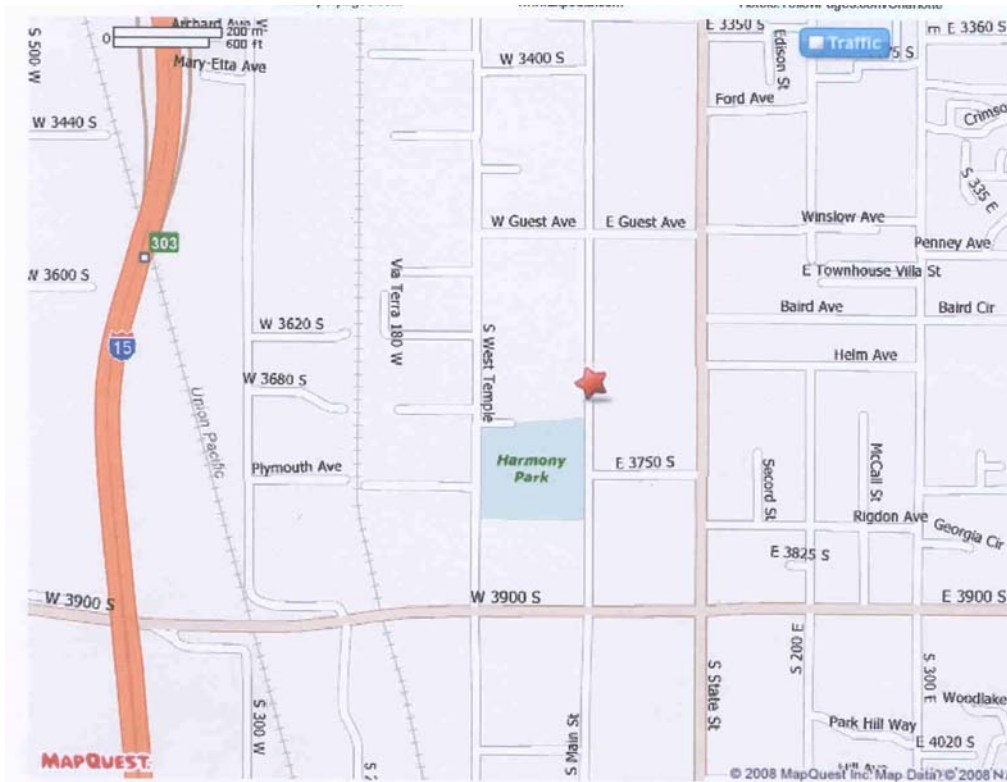 E 3350 S
E 3360 S
S 500 W
Archard Ave W
0
200 m
600 ft
Edison St
Traffic
W 3400 S
Mary-Etta Ave
Ford Ave
W 3440 S
S 335 E
W Guest Ave
E Guest Ave
Winslow Ave
Penney Ave
303
W 3600 S
E Townhouse Villa St
Via Terra 180 W
Baird Ave
Baird Cir
W 3620 S
15
S West Temple
Helm Ave
W 3680 S
Union Pacific
Harmony
Park
Plymouth Ave
E 3750 S
Second St
McCall St
Rigdon Ave
Georgia Cir
E 3825 S
W 3900 S
W 3900 S
E 3900 S
S 200 E
S 300 E
S State St
S Main St
S 300 W
Woodlake
Park Hill Way
E 4020 S
MAPQUEST
© 2008 MapQuest Inc. Map Data © 2008